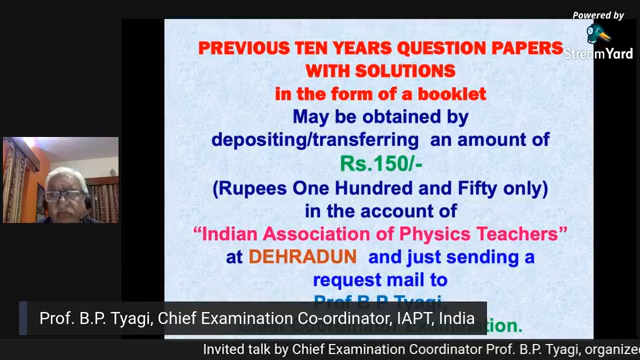 Powered by
StreamYard
PREVIOUS TEN YEARS QUESTION PAPERS
WITH SOLUTIONS
in the form of a booklet
May be obtained by
depositing/transferring an amount of
Rs.150/-
(Rupees One Hundred and Fifty only)
in the account of
“Indian Association of Physics Teachers”
at DEHRADUN and just sending a
request mail to
Prof B.P. Tyagi,
Prof. B.P. Tyagi, Chief Examination Co-ordinator, IAPT, India
Invited talk by Chief Examination Coordinator Prof. B.P. Tyagi, organize